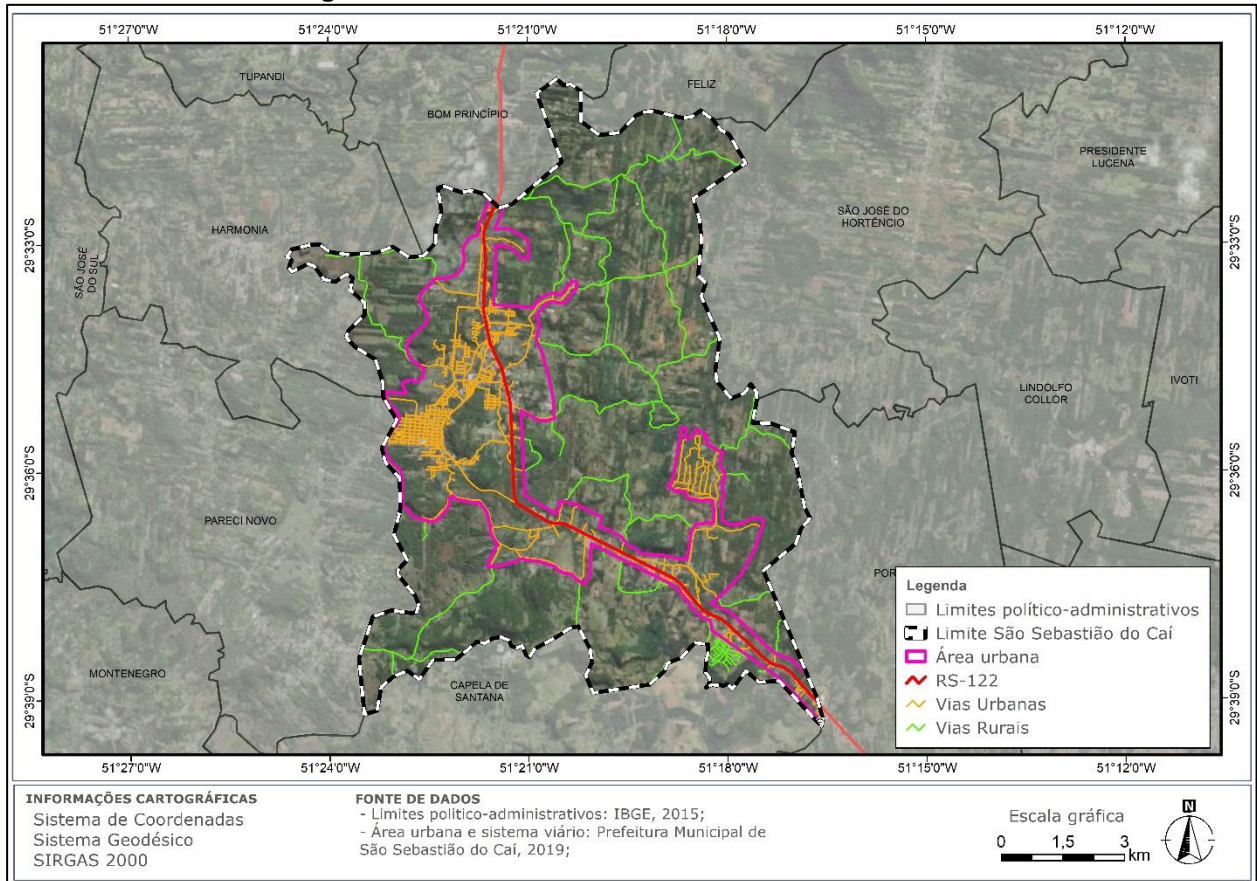 51°27'0"W 51°24'0"W 51°21'0"W 51°18'0"W 51°15'0"W 51°12'0"W
TUPANDI
FELIZ
BOM PRINCÍPIO
PRESIDENTE
LUCENA
SÃO JOSÉ DO
HORTÊNCIO
HARMONIA
29°33'0"S
29°33'0"S
SÃO JOSÉ
DO SUL
LINDOLFO
COLLOR
IVOTI
29°36'0"S
29°36'0"S
PARECI NOVO
MONTENEGRO
CAPELA DE
SANTANA
29°39'0"S
29°39'0"S
Legenda
Limites político-administrativos
Limite São Sebastião do Caí
Área urbana
RS-122
Vias Urbanas
Vias Rurais
51°27'0"W 51°24'0"W 51°21'0"W 51°18'0"W 51°15'0"W 51°12'0"W
INFORMAÇÕES CARTOGRÁFICAS
Sistema de Coordenadas
Sistema Geodésico
SIRGAS 2000
FONTE DE DADOS
- Limites politico-administrativos: IBGE, 2015;
- Área urbana e sistema viário: Prefeitura Municipal de
São Sebastião do Caí, 2019;
Escala gráfica
0 1,5 3
km
N